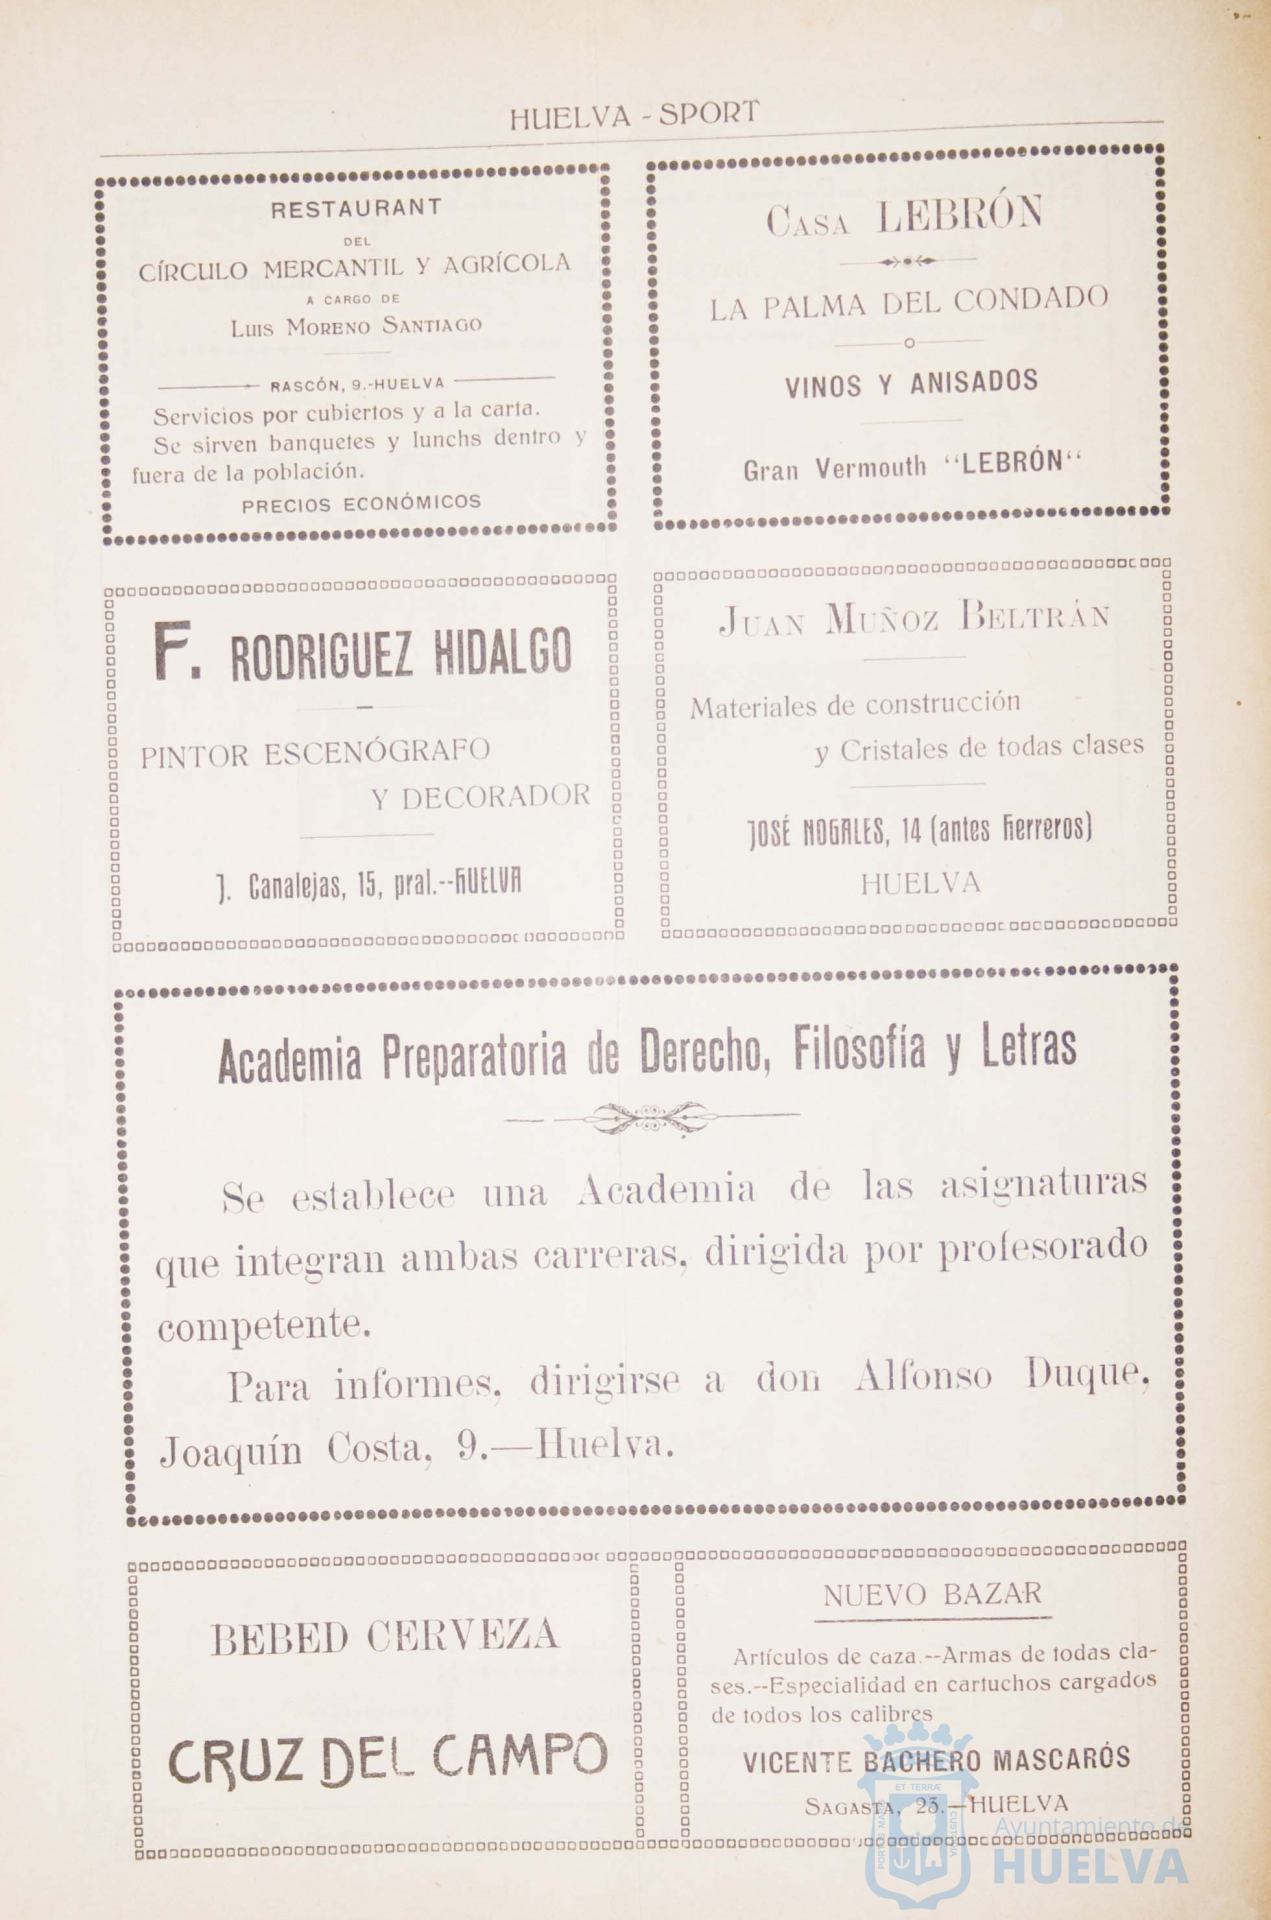 HUELVA - SPORT
RESTAURANT
DEL
CÍRCULO MERCANTIL Y AGRÍCOLA
A CARGO DE
LUIS MORENO SANTIAGO
RASCÓN, 9.-HUELVA
Servicios por cubiertos y a la carta.
Se sirven banquetes y lunchs dentro y
fuera de la población.
PRECIOS ECONÓMICOS
CASA LEBRÓN
LA PALMA DEL CONDADO
VINOS Y ANISADOS
Gran Vermouth “LEBRÓN“
F. RODRIGUEZ HIDALGO
PINTOR ESCENÓGRAFO
Y DECORADOR
J. Canalejas, 15, pral.--HUELVA
JUAN MUÑOZ BELTRÁN
Materiales de construcción
y Cristales de todas clases
JOSÉ NOGALES, 14 (antes Herreros)
HUELVA
Academia Preparatoria de Derecho, Filosofía y Letras
Se establece una Academia de las asignaturas
que integran ambas carreras, dirigida por profesorado
competente.
Para informes, dirigirse a don Alfonso Duque,
Joaquín Costa, 9.—Huelva.
BEBED CERVEZA
CRUZ DEL CAMPO
NUEVO BAZAR
Artículos de caza.--Armas de todas cla-
ses.--Especialidad en cartuchos cargados
de todos los calibres
VICENTE BACHERO MASCARÓS
SAGASTA, 23.—HUELVA
PORTUS MARIS
ET TERRÆ
CUSTODIA
Ayuntamiento de
HUELVA